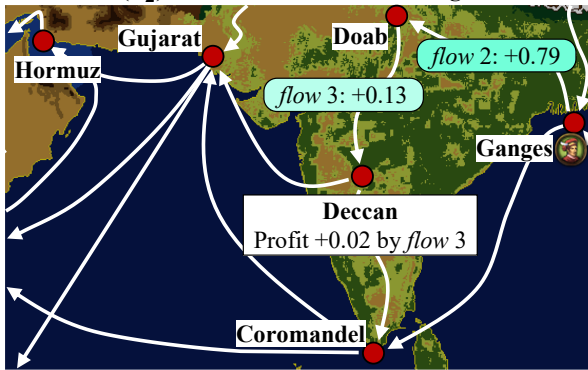 Gujarat
Doab
Hormuz
flow 2: +0.79
flow 3: +0.13
Ganges
Deccan
Profit +0.02 by flow 3
Coromandel